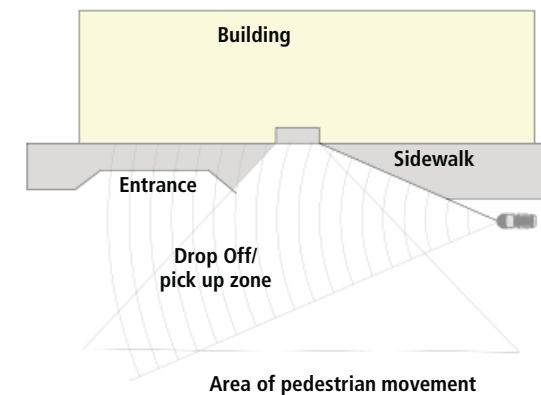 Building
Sidewalk
Entrance
Drop Off/
pick up zone
Area of pedestrian movement